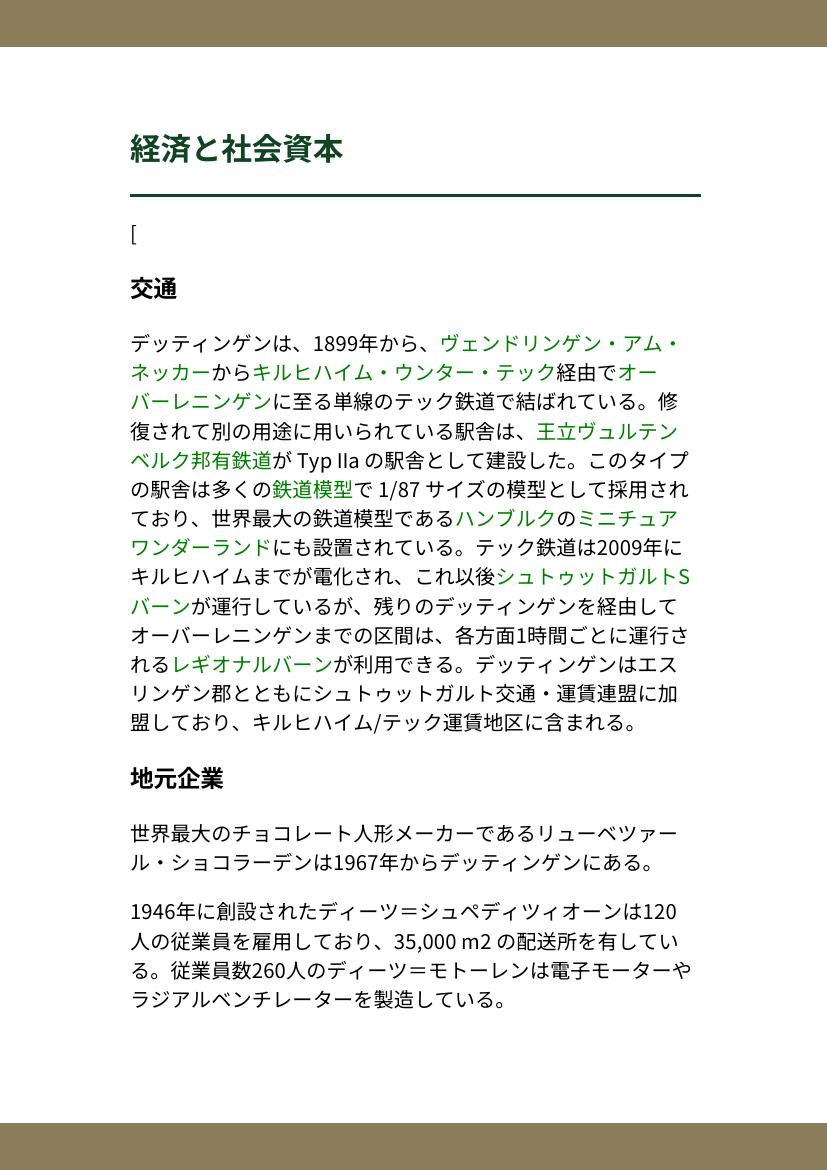 経済と社会資本
[
交通
デッティンゲンは、1899年から、ヴェンドリンゲン・アム・
ネッカーからキルヒハイム・ウンター・テック経由でオー
バーレニンゲンに至る単線のテック鉄道で結ばれている。修
復されて別の用途に用いられている駅舎は、王立ヴュルテン
ベルク邦有鉄道が Typ IIa の駅舎として建設した。このタイプ
の駅舎は多くの鉄道模型で 1/87 サイズの模型として採用され
ており、世界最大の鉄道模型であるハンブルクのミニチュア
ワンダーランドにも設置されている。テック鉄道は2009年に
キルヒハイムまでが電化され、これ以後シュトゥットガルトS
バーンが運行しているが、残りのデッティンゲンを経由して
オーバーレニンゲンまでの区間は、各方面1時間ごとに運行さ
れるレギオナルバーンが利用できる。デッティンゲンはエス
リンゲン郡とともにシュトゥットガルト交通・運賃連盟に加
盟しており、キルヒハイム/テック運賃地区に含まれる。
地元企業
世界最大のチョコレート人形メーカーであるリューベツァー
ル・ショコラーデンは1967年からデッティンゲンにある。
1946年に創設されたディーツ＝シュペディツィオーンは120
人の従業員を雇用しており、35,000 m2 の配送所を有してい
る。従業員数260人のディーツ＝モトーレンは電子モーターや
ラジアルベンチレーターを製造している。